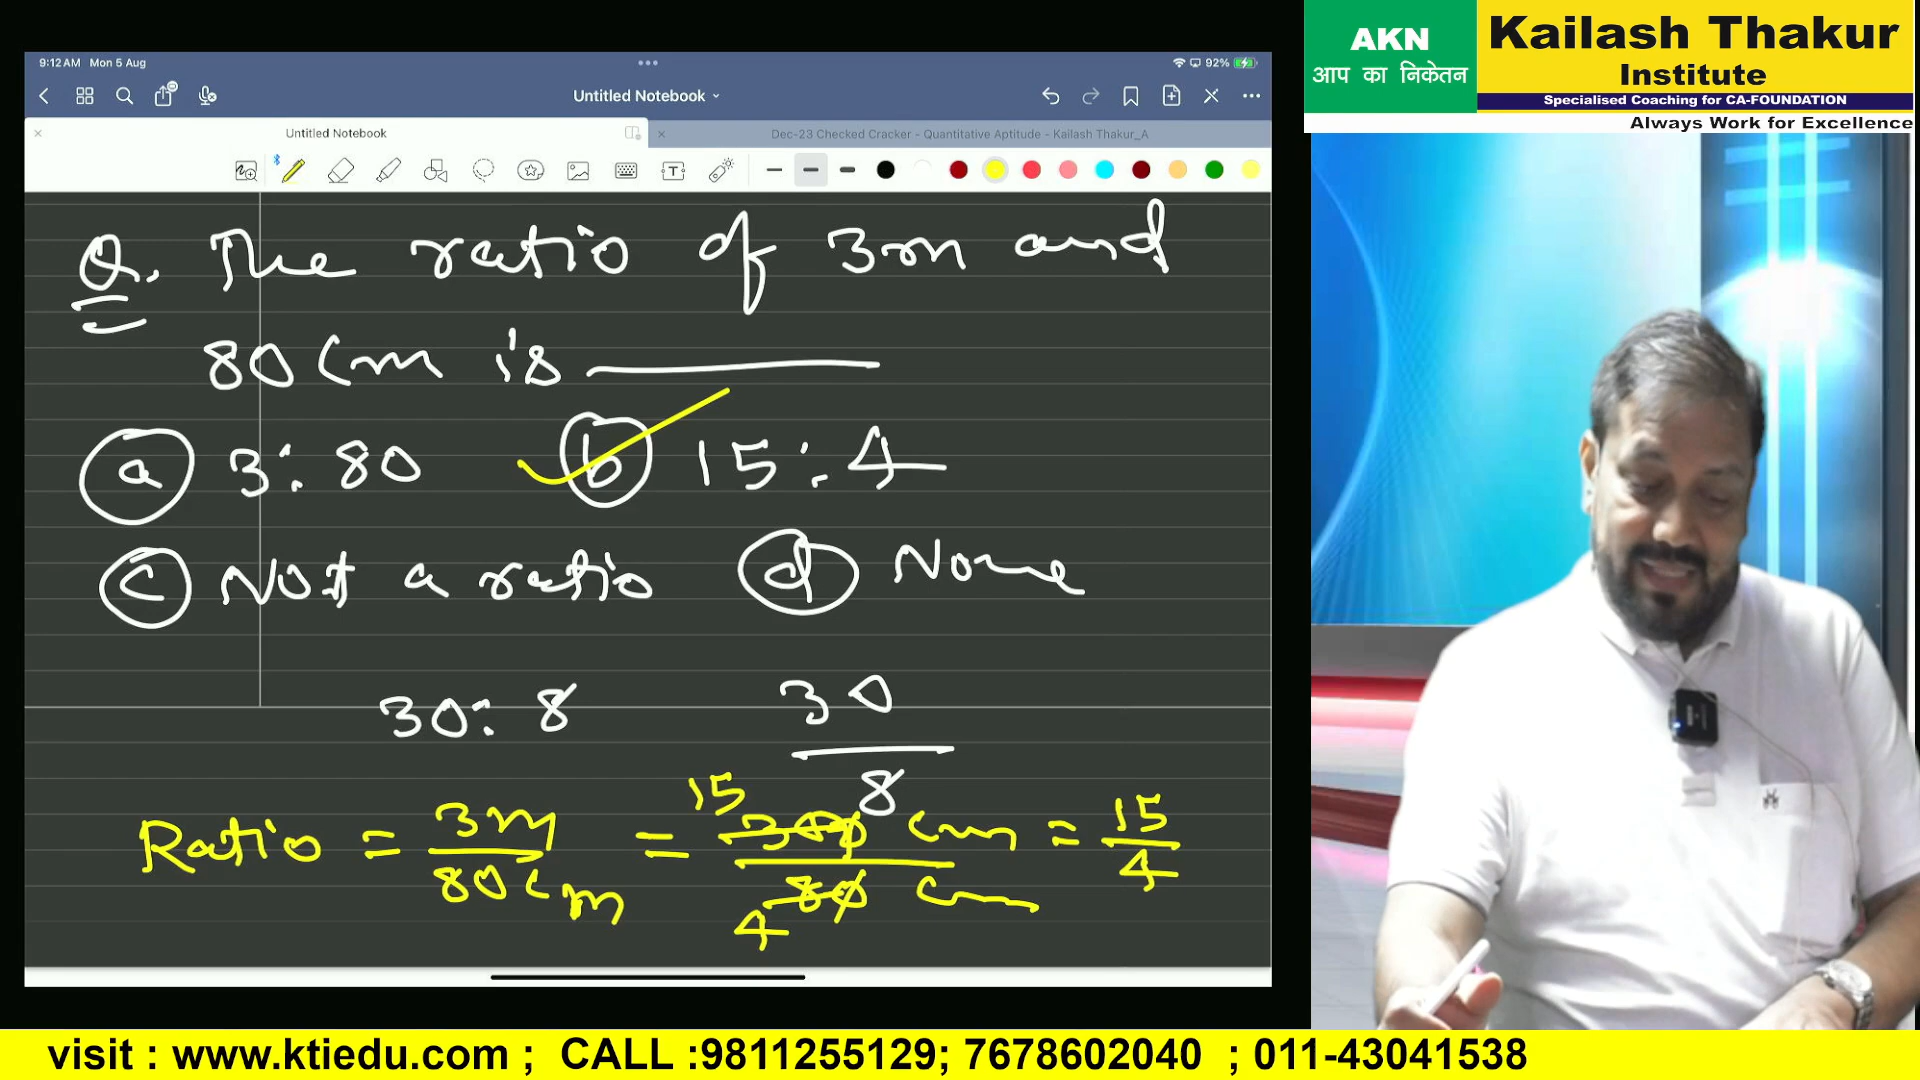 9:12 AM Mon 5 Aug
92%
Untitled Notebook
Untitled Notebook
Dec-23 Checked Cracker - Quantitative Aptitude - Kailash Thakur_A
T
AKN
आप का निकेतन
Kailash Thakur
Institute
Specialised Coaching for CA-FOUNDATION
Always Work for Excellence
Q. The ratio of 3m and
80 cm is
(a) 3:80 (b) 15:4
(c) Not a ratio (d) None
30:8 30/8
Ratio = 3m/80cm = 15 300 cm / 4 80 cm = 15/4
visit : www.ktiedu.com ; CALL :9811255129; 7678602040 ; 011-43041538